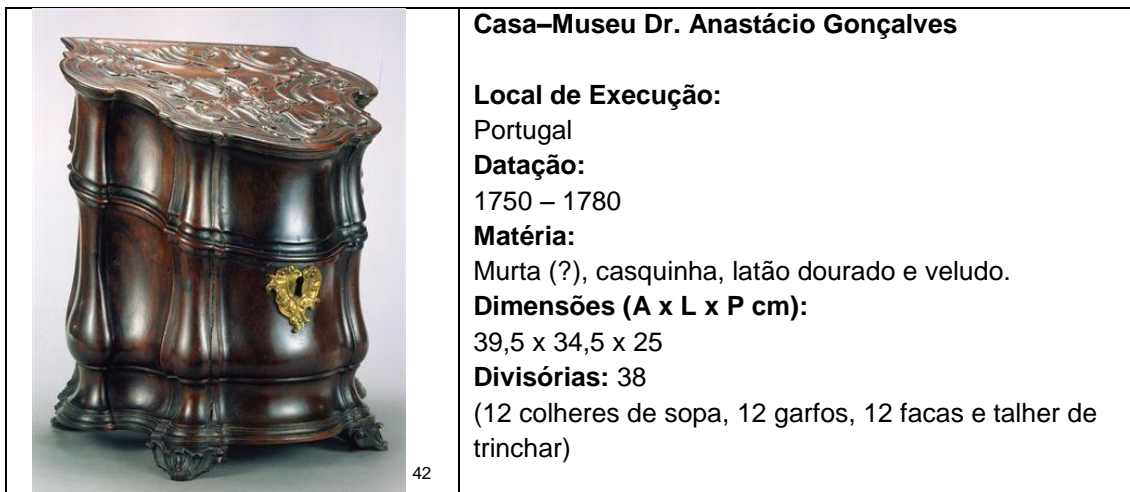 Casa–Museu Dr. Anastácio Gonçalves
Local de Execução:
Portugal
Datação:
1750 – 1780
Matéria:
Murta (?), casquinha, latão dourado e veludo.
Dimensões (A x L x P cm):
39,5 x 34,5 x 25
Divisórias: 38
(12 colheres de sopa, 12 garfos, 12 facas e talher de
trinchar)
42